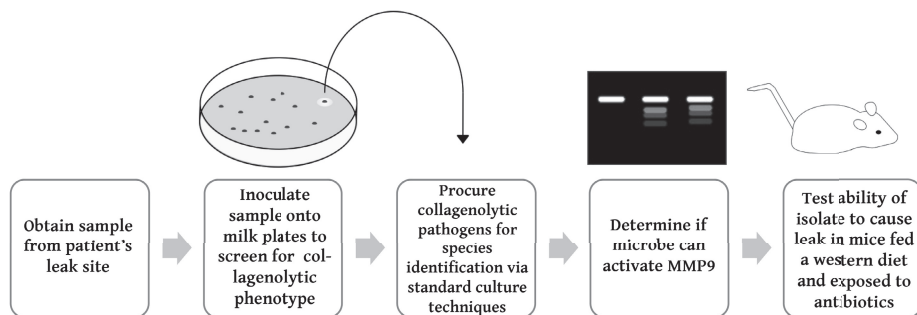 Obtain sample
from patient's
leak site
Inoculate
sample onto
milk plates to
screen for col-
lagenolytic
phenotype
Procure
collagenolytic
pathogens for
species
identification via
standard culture
techniques
Determine if
microbe can
activate MMP9
Test ability of
isolate to cause
leak in mice fed
a western diet
and exposed to
antibiotics